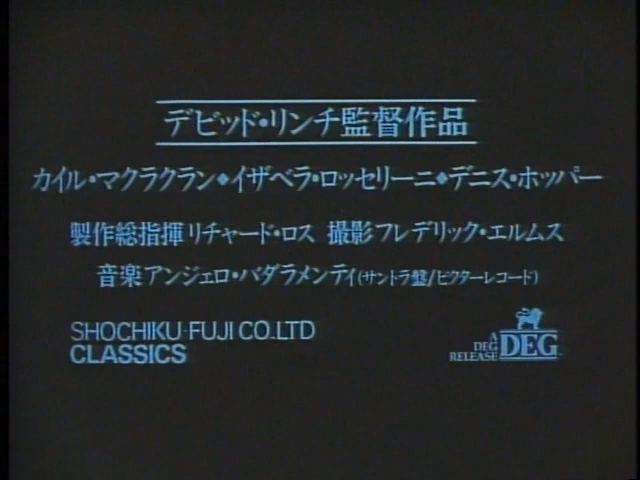 デビッド・リンチ監督作品
カイル・マクラクラン◆イザベラ・ロッセリーニ◆デニス・ホッパー
製作総指揮リチャード・ロス 撮影フレデリック・エルムス
音楽アンジェロ・バダラメンティ(サントラ盤/ビクターレコード)
SHOCHIKU-FUJI CO.,LTD
CLASSICS
A
DEG
RELEASE
DEG